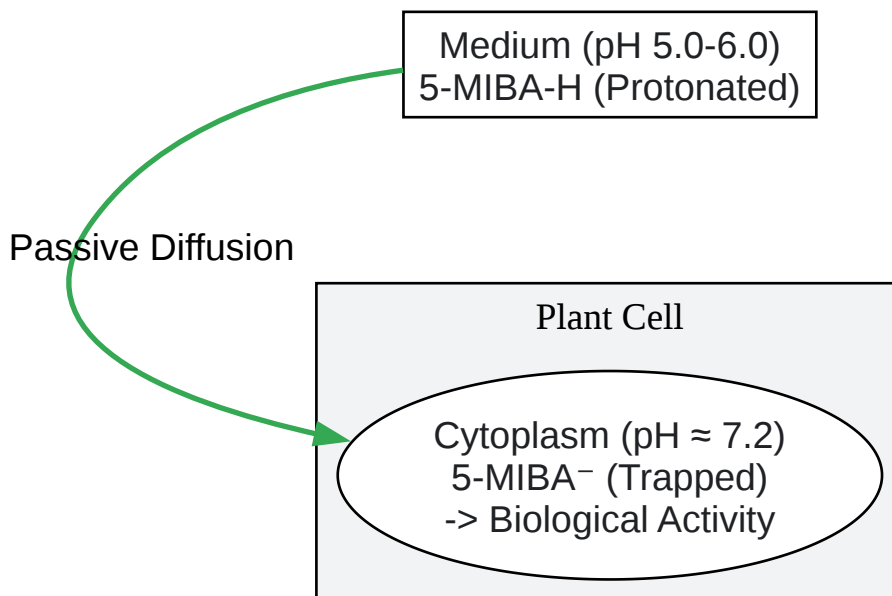 Medium (pH 5.0-6.0)
5-MIBA-H (Protonated)
Passive Diffusion
Plant Cell
Cytoplasm (pH ≈ 7.2)
5-MIBA⁻ (Trapped)
-> Biological Activity